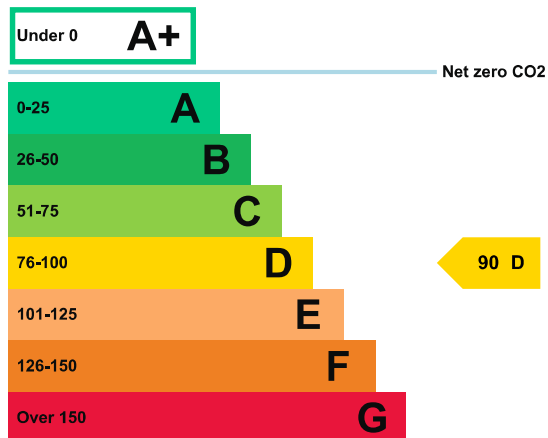 Under 0 A+
Net zero CO2
0-25 A
26-50 B
51-75 C
76-100 D
90 D
101-125 E
126-150 F
Over 150 G